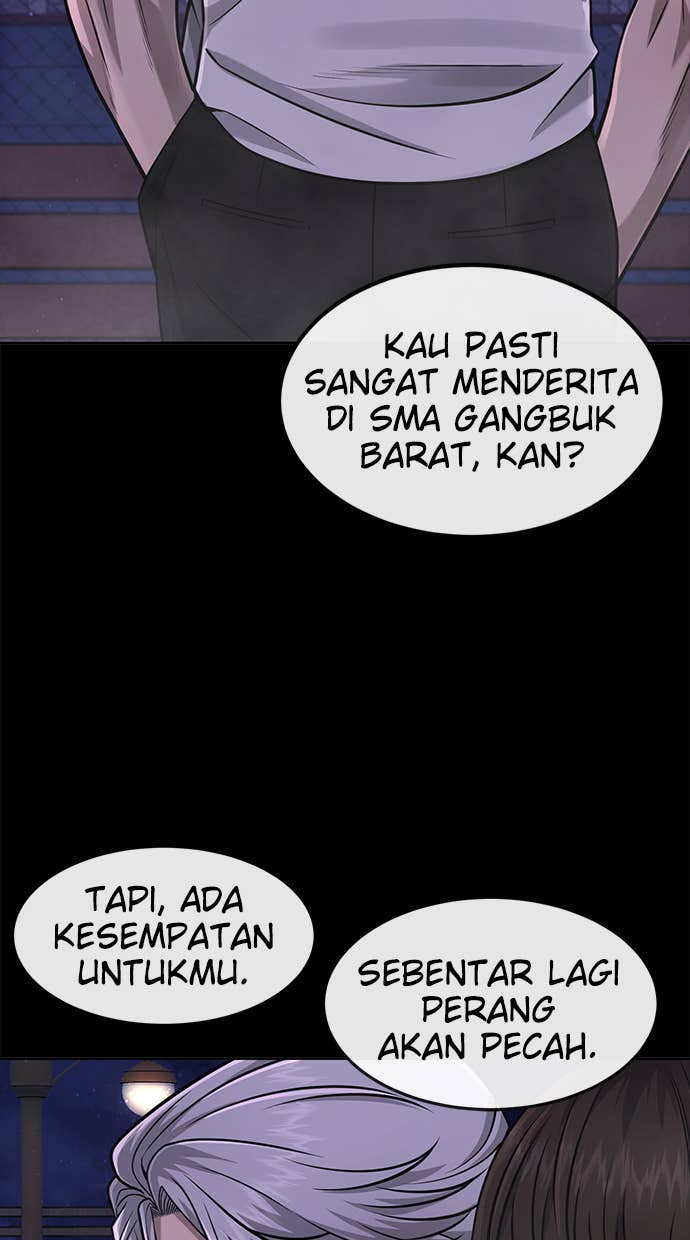 KAU PASTI
SANGAT MENDERITA
DI SMA GANGBUK
BARAT, KAN?
TAPI, ADA
KESEMPATAN
UNTUKMU.
SEBENTAR LAGI
PERANG
AKAN PECAH.